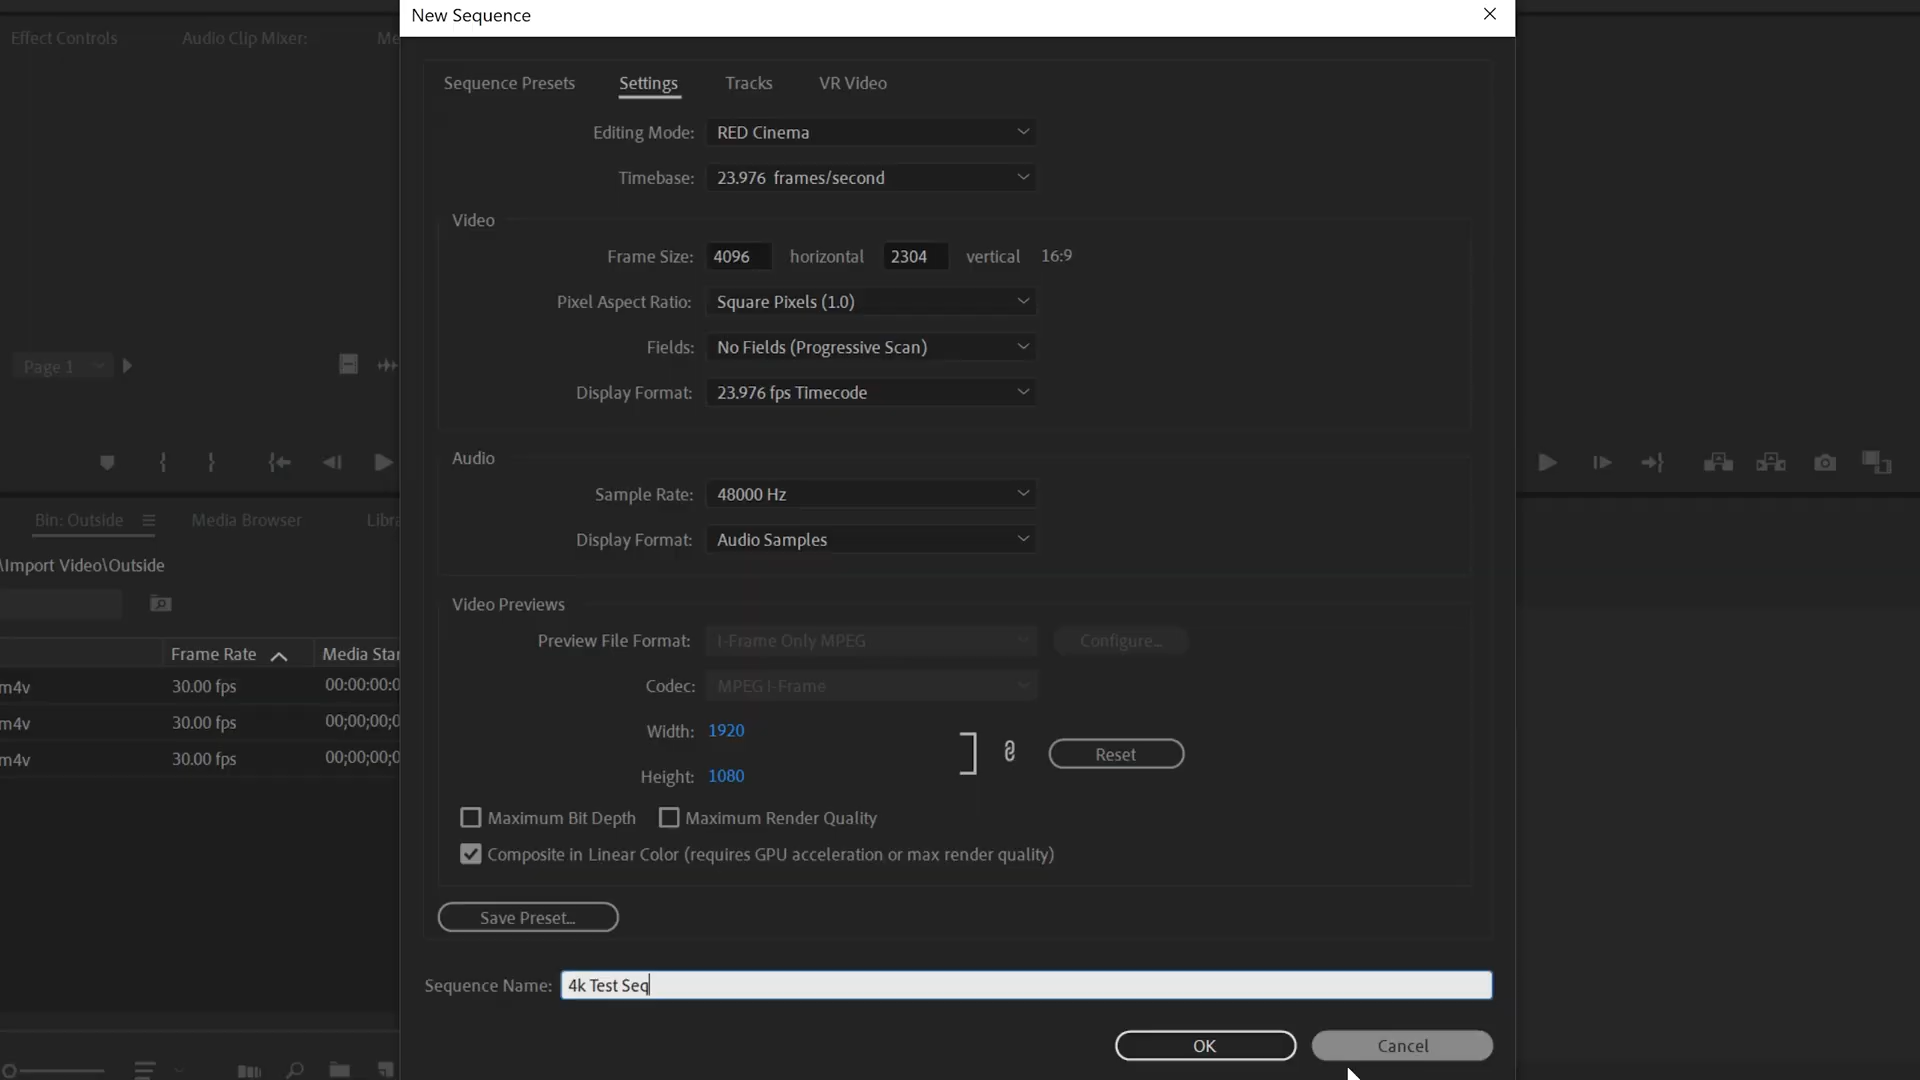 New Sequence
Effect Controls Audio Clip Mixer: Me
Sequence Presets Settings Tracks VR Video
Editing Mode: RED Cinema
Timebase: 23.976 frames/second
Video
Frame Size: 4096 horizontal 2304 vertical 16:9
Pixel Aspect Ratio: Square Pixels (1.0)
Fields: No Fields (Progressive Scan)
Page 1
Display Format: 23.976 fps Timecode
Audio
Sample Rate: 48000 Hz
Bin: Outside Media Browser Libra
Display Format: Audio Samples
\Import Video\Outside
Video Previews
Preview File Format: I-Frame Only MPEG Configure...
Frame Rate Media Star
m4v 30.00 fps 00:00:00:0
Codec: MPEG I-Frame
m4v 30.00 fps 00;00;00;0
Width: 1920
m4v 30.00 fps 00;00;00;0
Reset
Height: 1080
Maximum Bit Depth Maximum Render Quality
Composite in Linear Color (requires GPU acceleration or max render quality)
Save Preset...
Sequence Name: 4k Test Seq
OK Cancel